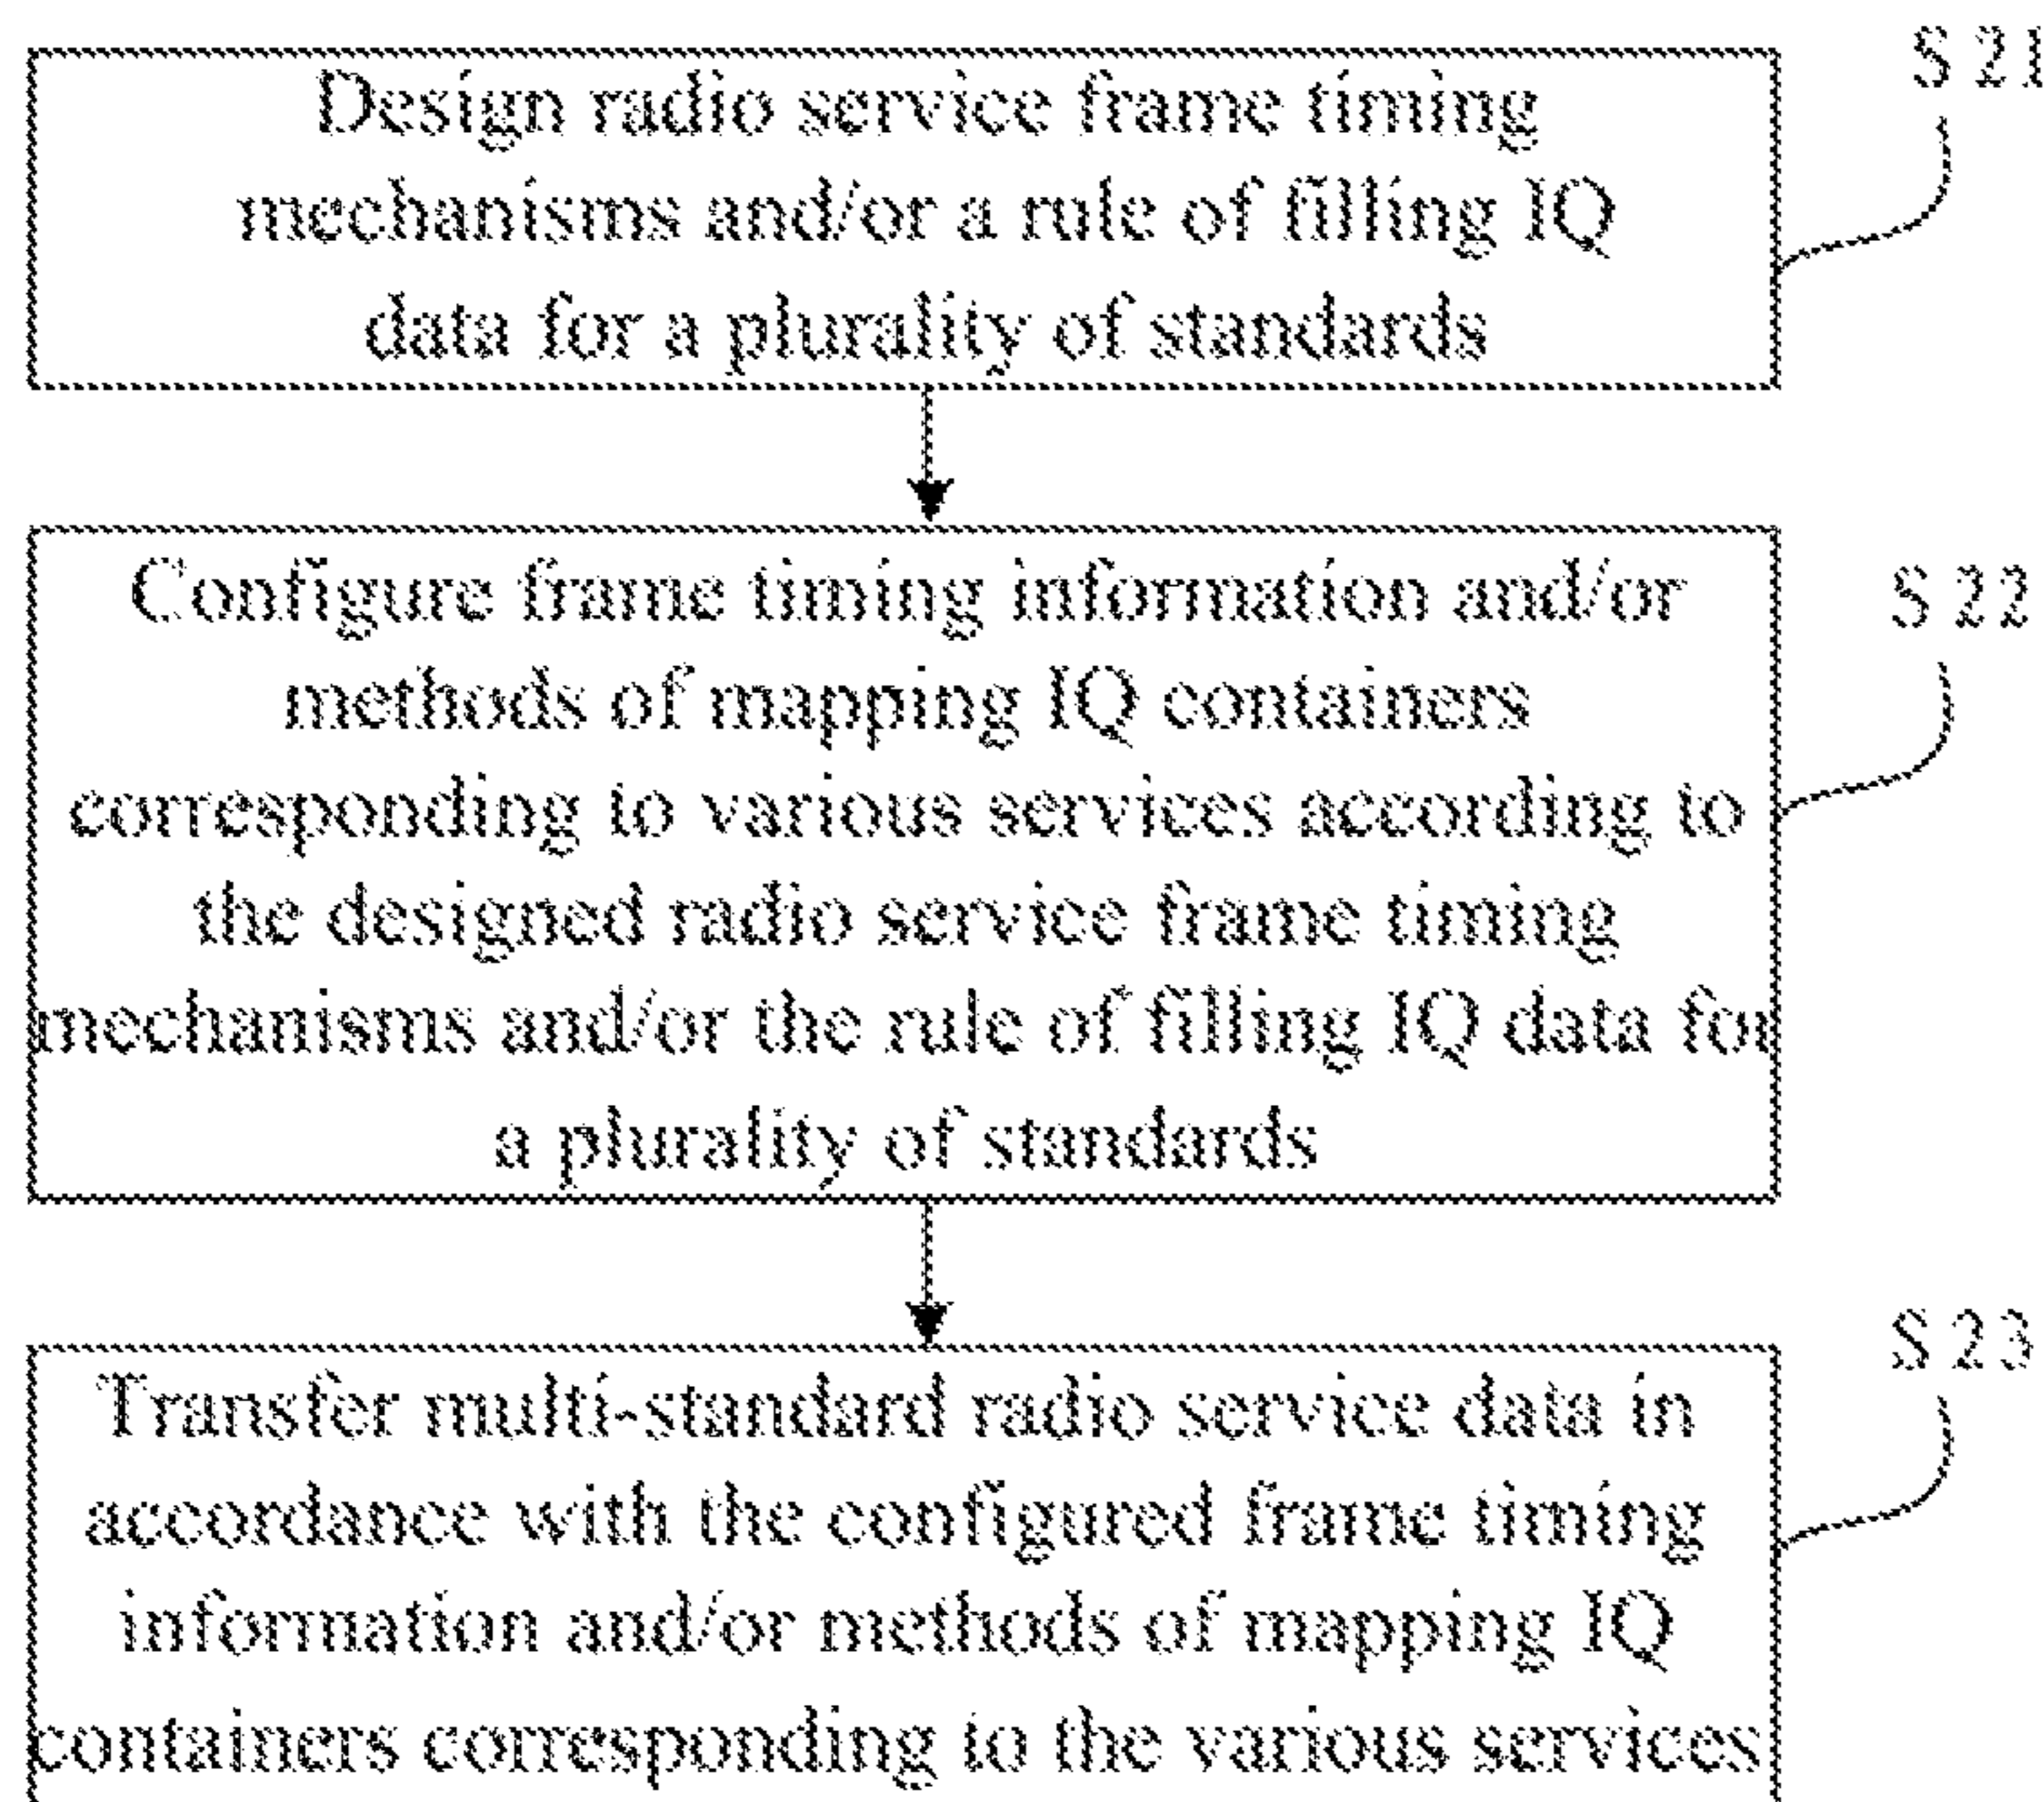 S 21
Design radio service frame timing
mechanisms and/or a rule of filling IQ
data for a plurality of standards
S 22
Configure frame timing information and/or
methods of mapping IQ containers
corresponding to various services according to
the designed radio service frame timing
mechanisms and/or the rule of filling IQ data for
a plurality of standards
S 23
Transfer multi-standard radio service data in
accordance with the configured frame timing
information and/or methods of mapping IQ
containers corresponding to the various services